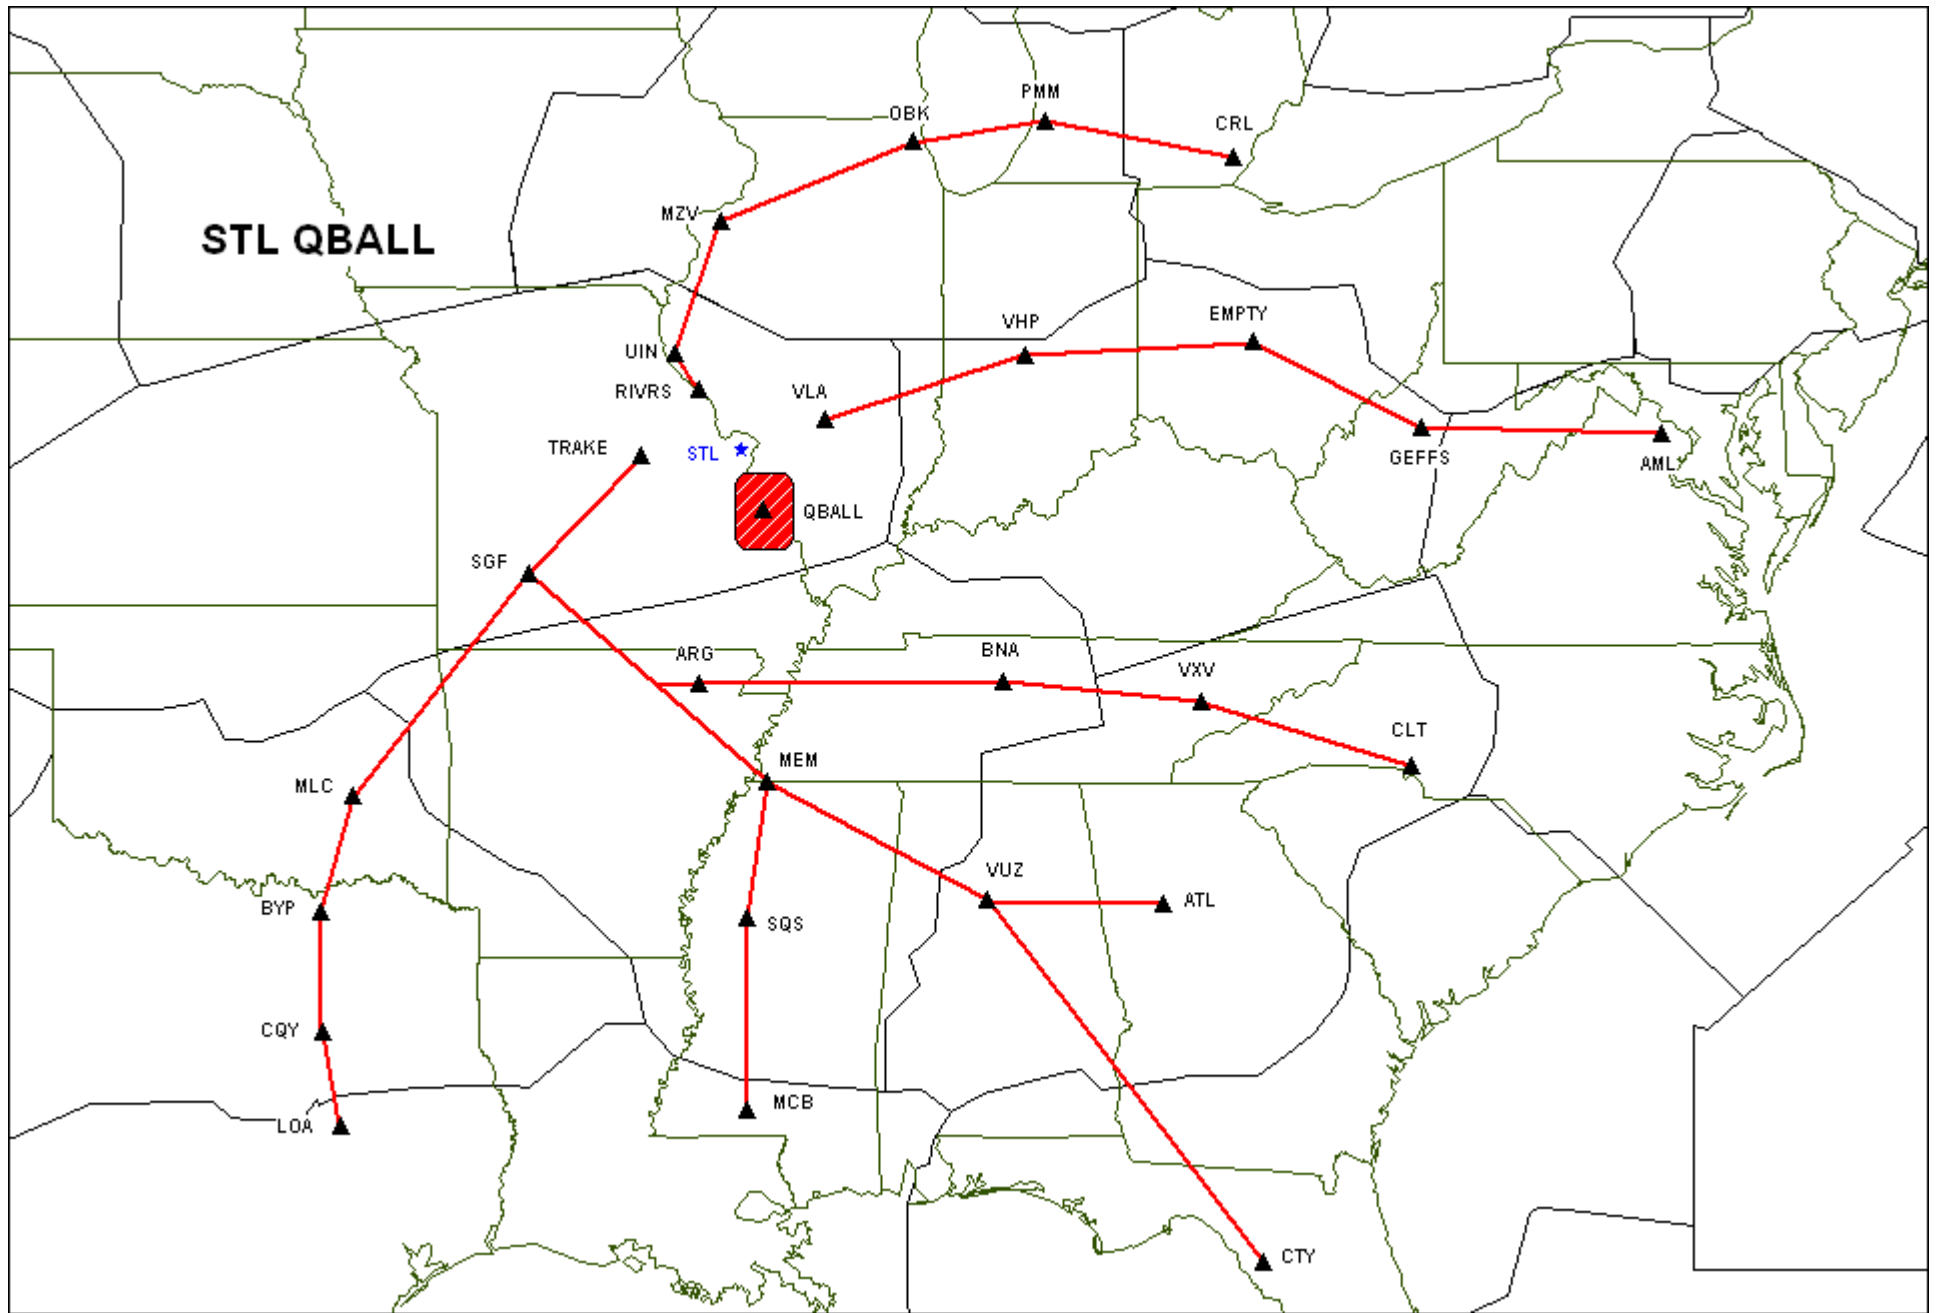 PMM
OBK
CRL
MZV
STL QBALL
EMPTY
VHP
UIN
RIVRS
VLA
TRAKE
STL
GEFFS
AML
QBALL
SGF
ARG
BNA
VXV
CLT
MEM
MLC
VUZ
ATL
BYP
SQS
CQY
MCB
LOA
CTY